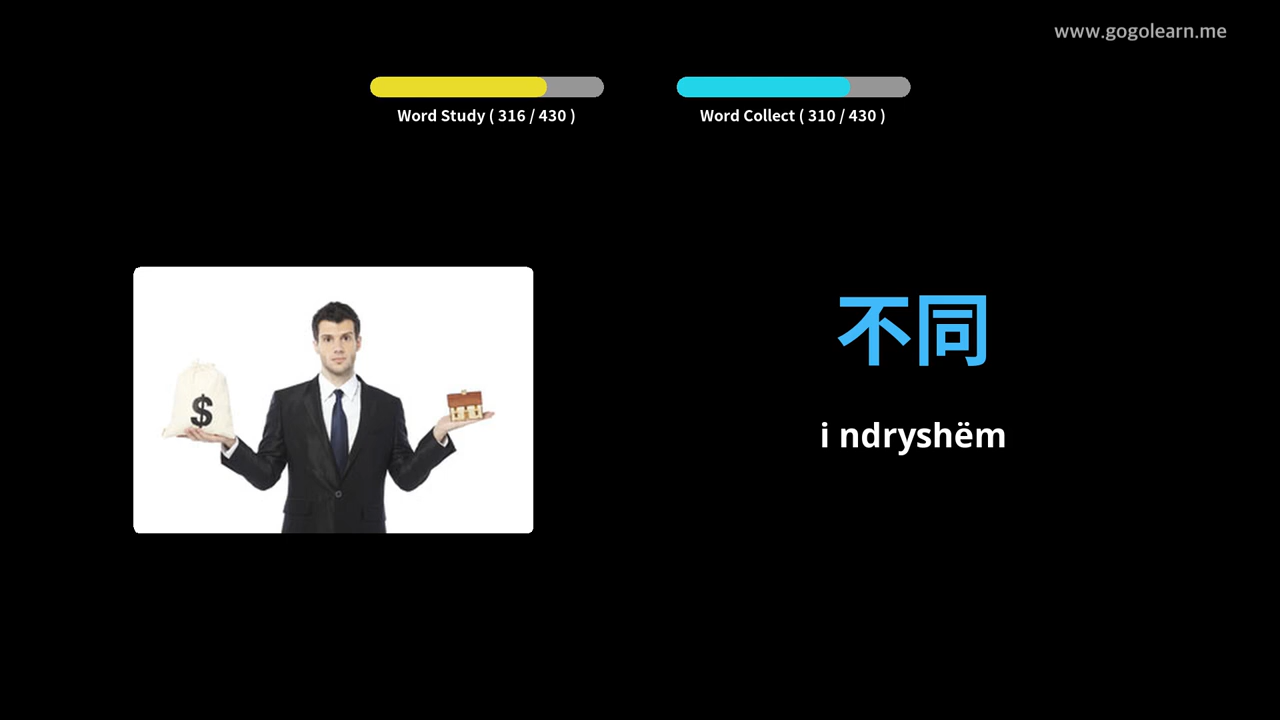 www.gogolearn.me
Word Study ( 316 / 430 )
Word Collect ( 310 / 430 )
不同
i ndryshëm
$